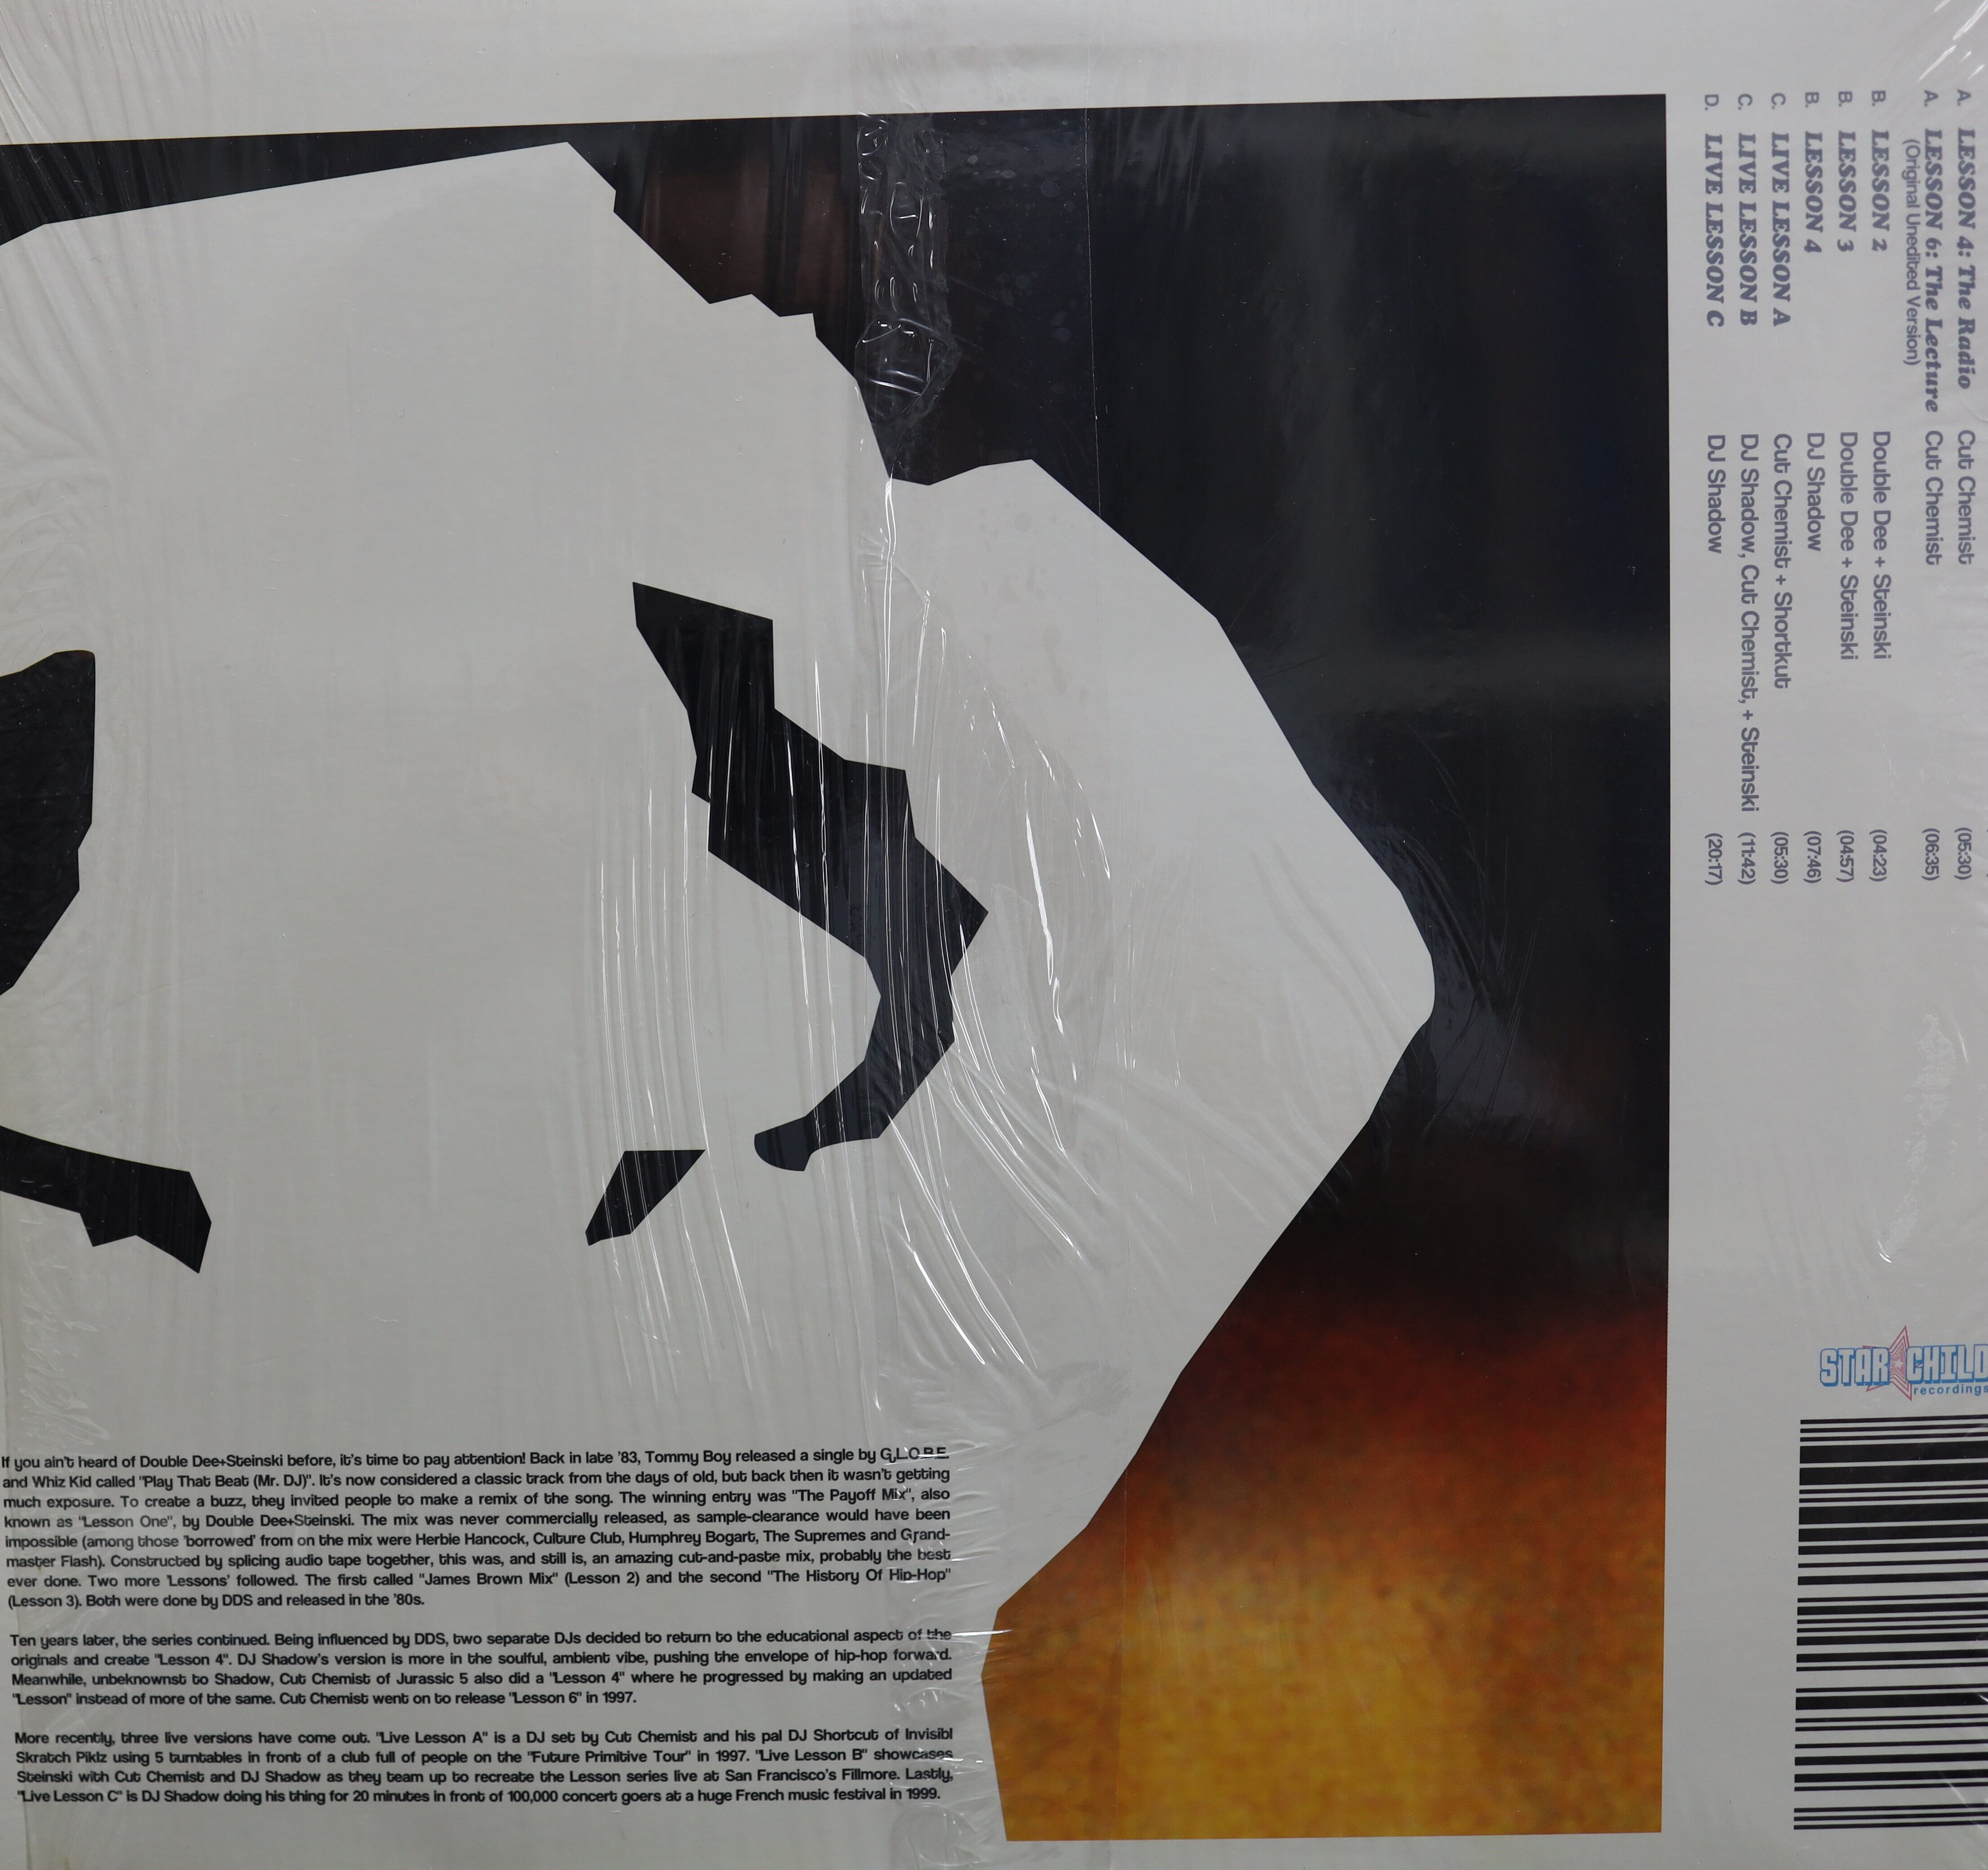 A. LESSON 4: The Radio Cut Chemist (05:30)
A. LESSON 6: The Lecture Cut Chemist (06:35)
(Original Unedited Version)
B. LESSON 2 Double Dee + Steinski (04:23)
B. LESSON 3 Double Dee + Steinski (04:57)
B. LESSON 4 DJ Shadow (07:46)
C. LIVE LESSON A Cut Chemist + Shortkut (05:30)
C. LIVE LESSON B DJ Shadow, Cut Chemist, + Steinski (11:42)
D. LIVE LESSON C DJ Shadow (20:17)
STAR CHILD
recordings
If you ain't heard of Double Dee+Steinski before, it's time to pay attention! Back in late '83, Tommy Boy released a single by G.L.O.B.E.
and Whiz Kid called "Play That Beat (Mr. DJ)". It's now considered a classic track from the days of old, but back then it wasn't getting
much exposure. To create a buzz, they invited people to make a remix of the song. The winning entry was "The Payoff Mix", also
known as "Lesson One", by Double Dee+Steinski. The mix was never commercially released, as sample-clearance would have been
impossible (among those 'borrowed' from on the mix were Herbie Hancock, Culture Club, Humphrey Bogart, The Supremes and Grand-
master Flash). Constructed by splicing audio tape together, this was, and still is, an amazing cut-and-paste mix, probably the best
ever done. Two more 'Lessons' followed. The first called "James Brown Mix" (Lesson 2) and the second "The History Of Hip-Hop"
(Lesson 3). Both were done by DDS and released in the '80s.
Ten years later, the series continued. Being influenced by DDS, two separate DJs decided to return to the educational aspect of the
originals and create "Lesson 4". DJ Shadow's version is more in the soulful, ambient vibe, pushing the envelope of hip-hop forward.
Meanwhile, unbeknownst to Shadow, Cut Chemist of Jurassic 5 also did a "Lesson 4" where he progressed by making an updated
"Lesson" instead of more of the same. Cut Chemist went on to release "Lesson 6" in 1997.
More recently, three live versions have come out. "Live Lesson A" is a DJ set by Cut Chemist and his pal DJ Shortcut of Invisibl
Skratch Piklz using 5 turntables in front of a club full of people on the "Future Primitive Tour" in 1997. "Live Lesson B" showcases
Steinski with Cut Chemist and DJ Shadow as they team up to recreate the Lesson series live at San Francisco's Fillmore. Lastly,
"Live Lesson C" is DJ Shadow doing his thing for 20 minutes in front of 100,000 concert goers at a huge French music festival in 1999.